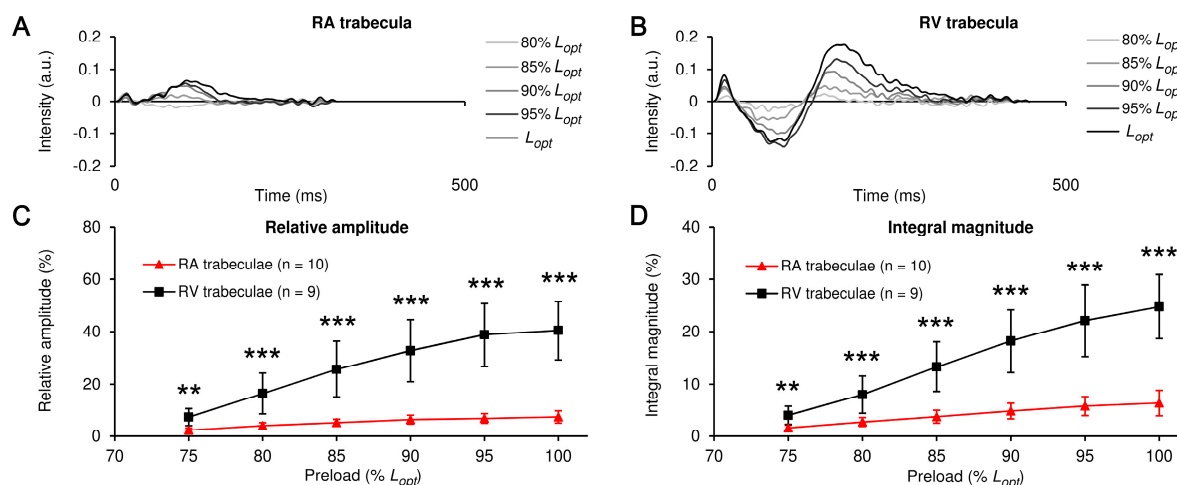 A
RA trabecula
Intensity (a.u.)
0.2
0.1
0
-0.1
-0.2
0
500
Time (ms)
80% Lopt
85% Lopt
90% Lopt
95% Lopt
Lopt
B
RV trabecula
Intensity (a.u.)
0.2
0.1
0
-0.1
-0.2
0
500
Time (ms)
80% Lopt
85% Lopt
90% Lopt
95% Lopt
Lopt
C
Relative amplitude
Relative amplitude (%)
80
60
40
20
0
RA trabeculae (n = 10)
RV trabeculae (n = 9)
**
***
***
***
***
***
70
75
80
85
90
95
100
Preload (% Lopt)
D
Integral magnitude
Integral magnitude (%)
40
30
20
10
0
RA trabeculae (n = 10)
RV trabeculae (n = 9)
**
***
***
***
***
***
70
75
80
85
90
95
100
Preload (% Lopt)